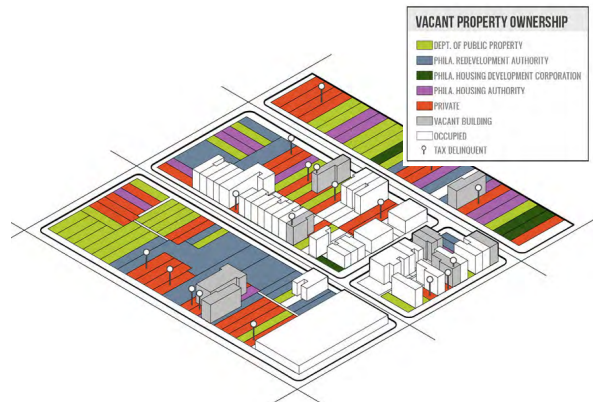 VACANT PROPERTY OWNERSHIP
DEPT. OF PUBLIC PROPERTY
PHILA. REDEVELOPMENT AUTHORITY
PHILA. HOUSING DEVELOPMENT CORPORATION
PHILA. HOUSING AUTHORITY
PRIVATE
VACANT BUILDING
OCCUPIED
TAX DELINQUENT